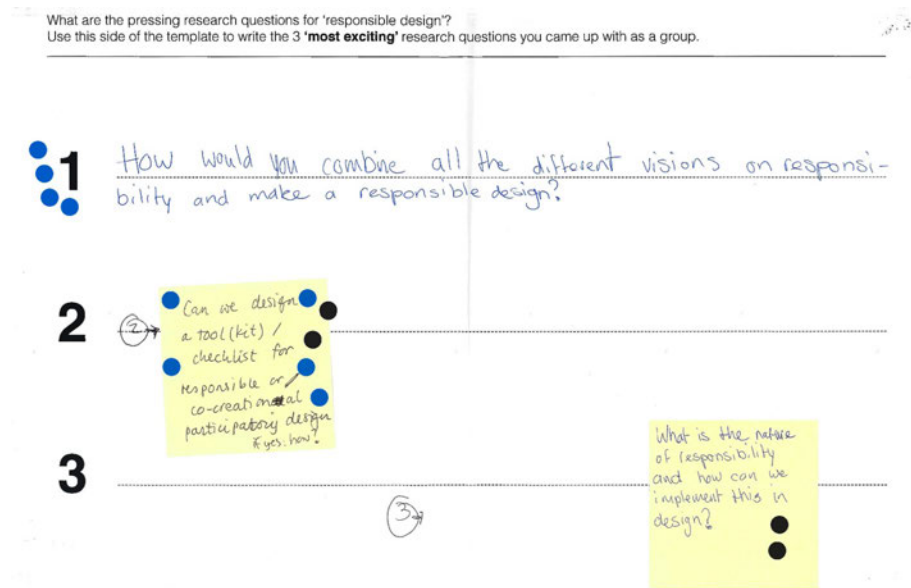 What are the pressing research questions for 'responsible design'?
Use this side of the template to write the 3 'most exciting' research questions you came up with as a group.
1 How would you combine all the different visions on responsi-
bility and make a responsible design?
2
2
Can we design
a tool(kit) /
checklist for
responsible or
co-creational
participatory design
if yes: how?
3
3
What is the nature
of responsibility
and how can we
implement this in
design?